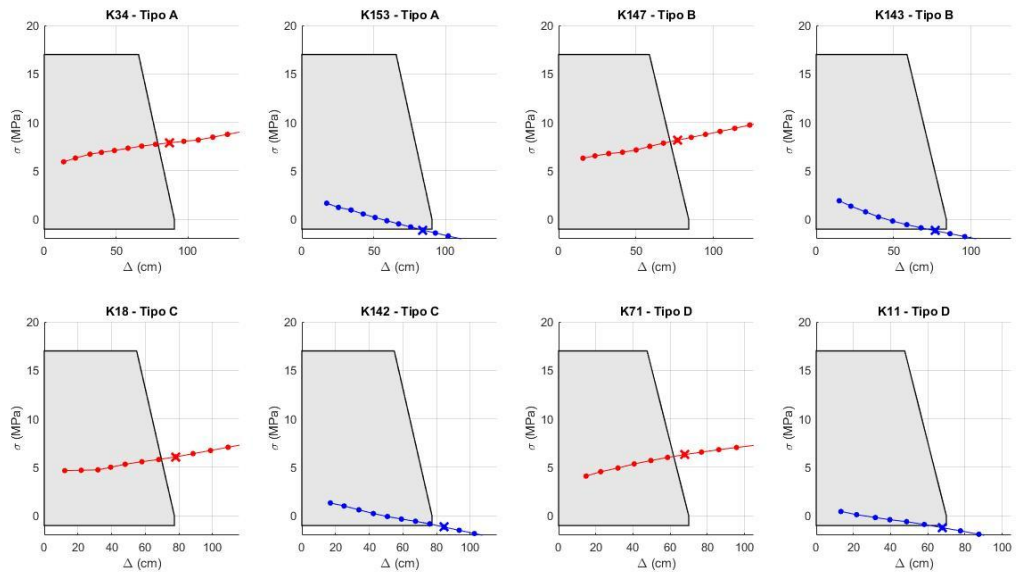 K34 - Tipo A
20
15
10
5
0
σ (MPa)
0 50 100
Δ (cm)
K153 - Tipo A
20
15
10
5
0
σ (MPa)
0 50 100
Δ (cm)
K147 - Tipo B
20
15
10
5
0
σ (MPa)
0 50 100
Δ (cm)
K143 - Tipo B
20
15
10
5
0
σ (MPa)
0 50 100
Δ (cm)
K18 - Tipo C
20
15
10
5
0
σ (MPa)
0 20 40 60 80 100
Δ (cm)
K142 - Tipo C
20
15
10
5
0
σ (MPa)
0 20 40 60 80 100
Δ (cm)
K71 - Tipo D
20
15
10
5
0
σ (MPa)
0 20 40 60 80 100
Δ (cm)
K11 - Tipo D
20
15
10
5
0
σ (MPa)
0 20 40 60 80 100
Δ (cm)